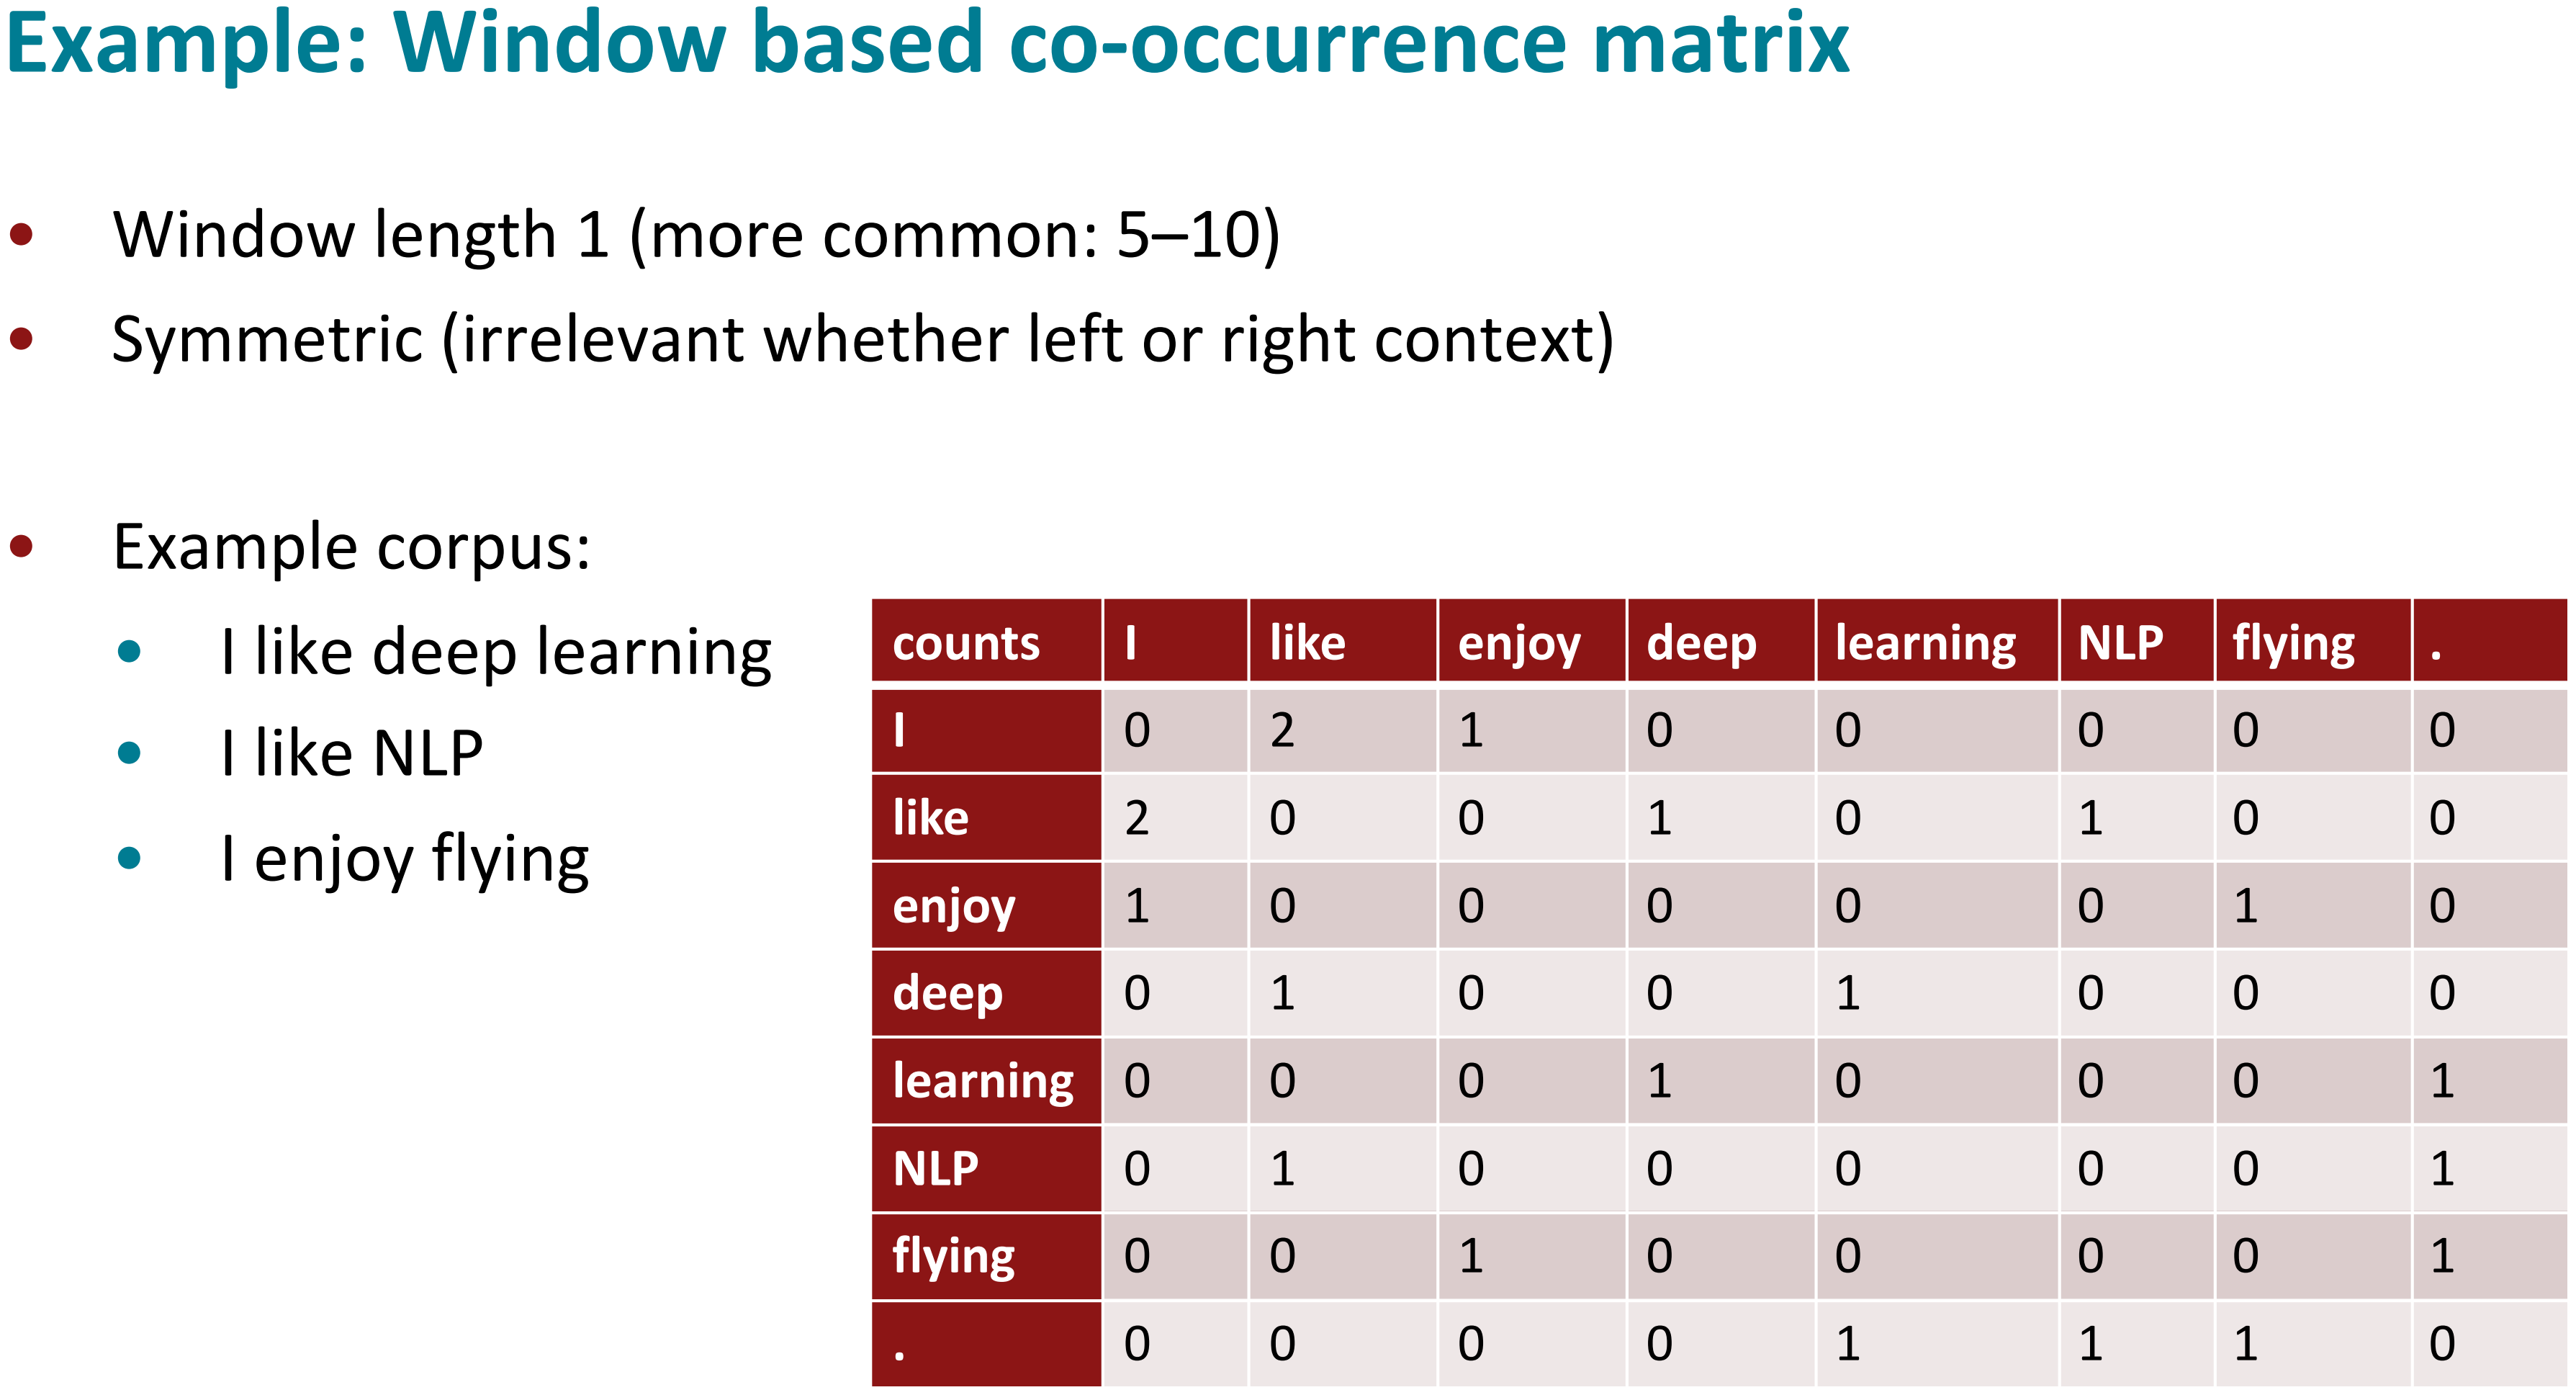 Example: Window based co-occurrence matrix
• Window length 1 (more common: 5–10)
• Symmetric (irrelevant whether left or right context)
• Example corpus:
• I like deep learning
• I like NLP
• I enjoy flying
counts I like enjoy deep learning NLP flying .
I 0 2 1 0 0 0 0 0
like 2 0 0 1 0 1 0 0
enjoy 1 0 0 0 0 0 1 0
deep 0 1 0 0 1 0 0 0
learning 0 0 0 1 0 0 0 1
NLP 0 1 0 0 0 0 0 1
flying 0 0 1 0 0 0 0 1
. 0 0 0 0 1 1 1 0